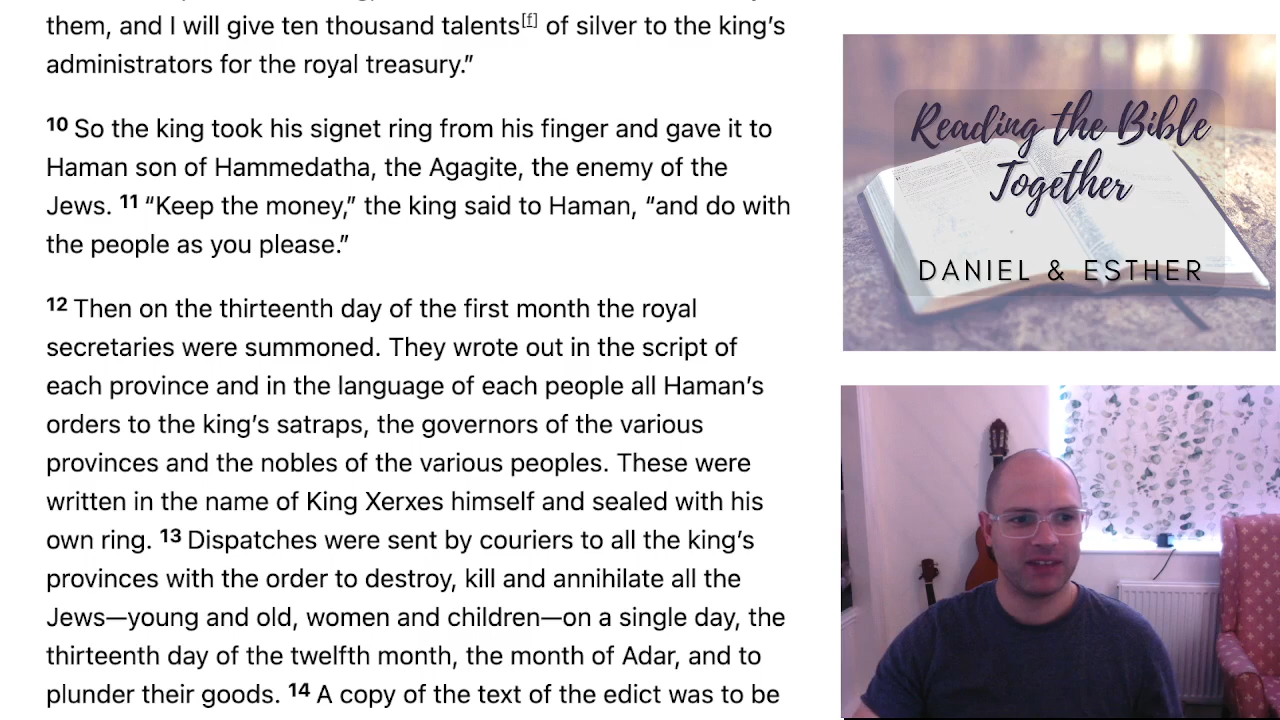 them, and I will give ten thousand talents[f] of silver to the king’s
administrators for the royal treasury.”
10 So the king took his signet ring from his finger and gave it to
Haman son of Hammedatha, the Agagite, the enemy of the
Jews. 11 “Keep the money,” the king said to Haman, “and do with
the people as you please.”
12 Then on the thirteenth day of the first month the royal
secretaries were summoned. They wrote out in the script of
each province and in the language of each people all Haman’s
orders to the king’s satraps, the governors of the various
provinces and the nobles of the various peoples. These were
written in the name of King Xerxes himself and sealed with his
own ring. 13 Dispatches were sent by couriers to all the king’s
provinces with the order to destroy, kill and annihilate all the
Jews—young and old, women and children—on a single day, the
thirteenth day of the twelfth month, the month of Adar, and to
plunder their goods. 14 A copy of the text of the edict was to be
Reading the Bible
Together
DANIEL & ESTHER